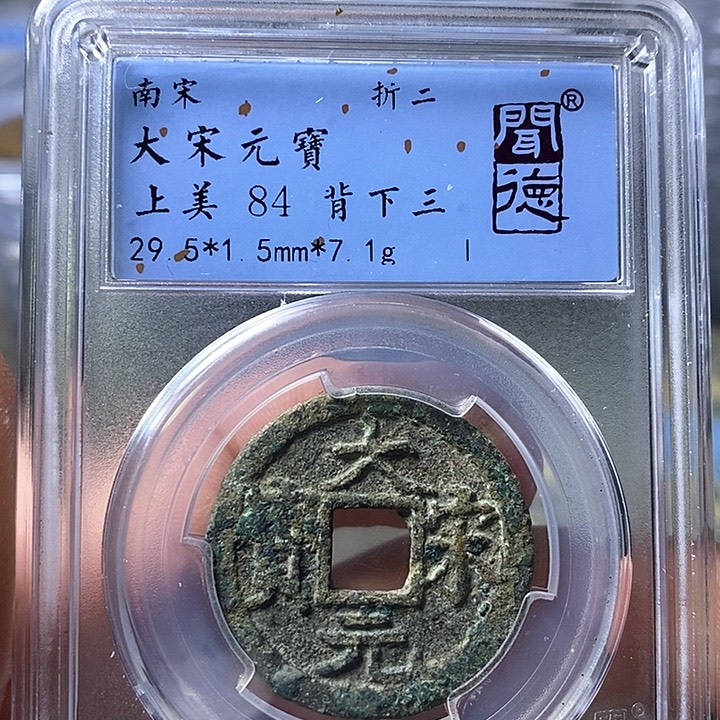 南宋 折二
大宋元寶
上美 84 背下三
29.5*1.5mm*7.1g I
聞德®
大宋元寶